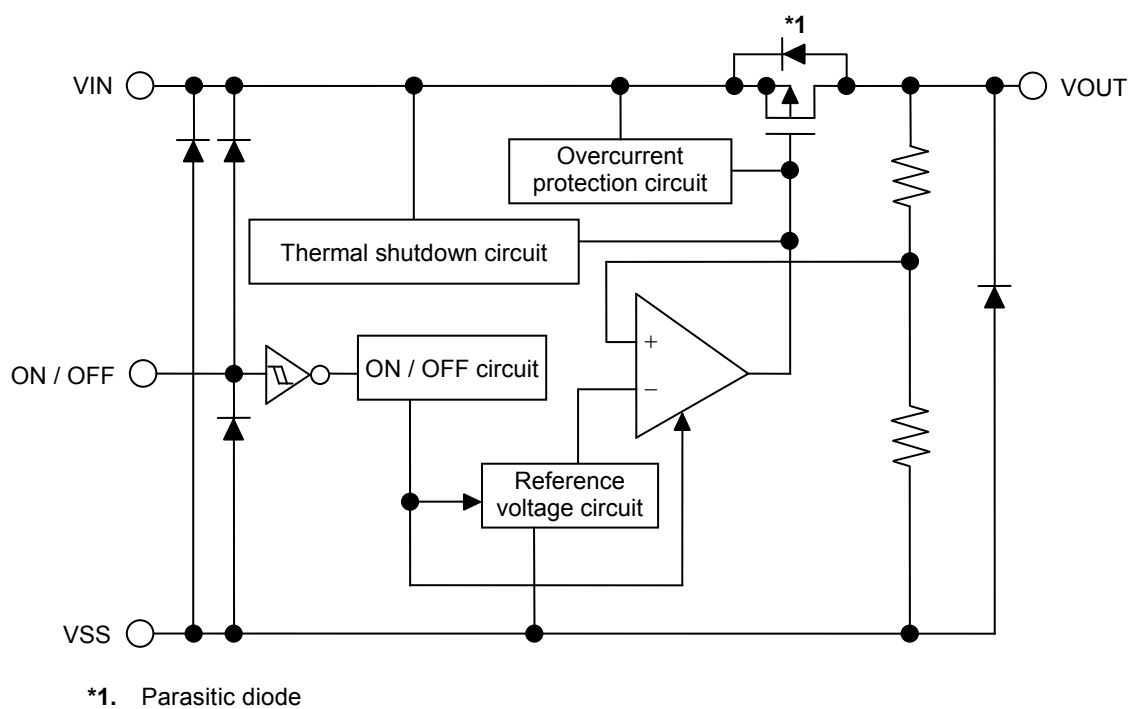 *1
VIN
VOUT
Overcurrent
protection circuit
Thermal shutdown circuit
+
−
ON / OFF
ON / OFF circuit
Reference
voltage circuit
VSS
*1. Parasitic diode